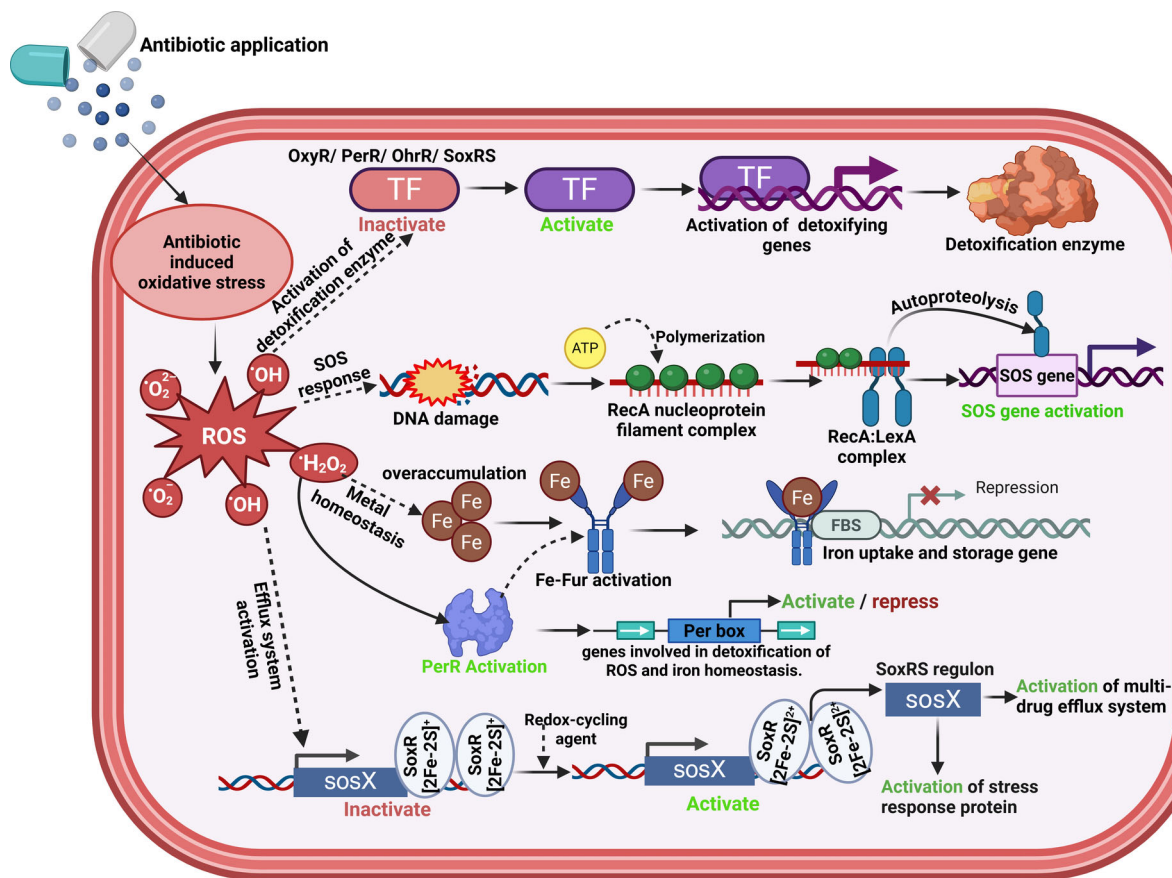 Antibiotic application
OxyR/ PerR/ OhrR/ SoxRS
TF
Inactivate
TF
Activate
TF
Activation of detoxifying
genes
Detoxification enzyme
Antibiotic
induced
oxidative stress
Activation of
detoxification enzyme
SOS
response
DNA damage
ATP
Polymerization
RecA nucleoprotein
filament complex
Autoproteolysis
RecA:LexA
complex
SOS gene
SOS gene activation
·OH
·O₂²⁻
ROS
·H₂O₂
·O₂⁻
·OH
Metal
homeostasis
overaccumulation
Fe
Fe
Fe
Fe
Fe
Fe-Fur activation
Fe
FBS
Repression
Iron uptake and storage gene
PerR Activation
Activate / repress
Per box
genes involved in detoxification of
ROS and iron homeostasis.
Efflux system
activation
sosX
SoxR
[2Fe-2S]⁺
SoxR
[2Fe-2S]⁺
Inactivate
Redox-cycling
agent
sosX
SoxR
[2Fe-2S]²⁺
SoxR
[2Fe-2S]²⁺
Activate
SoxRS regulon
sosX
Activation of multi-
drug efflux system
Activation of stress
response protein